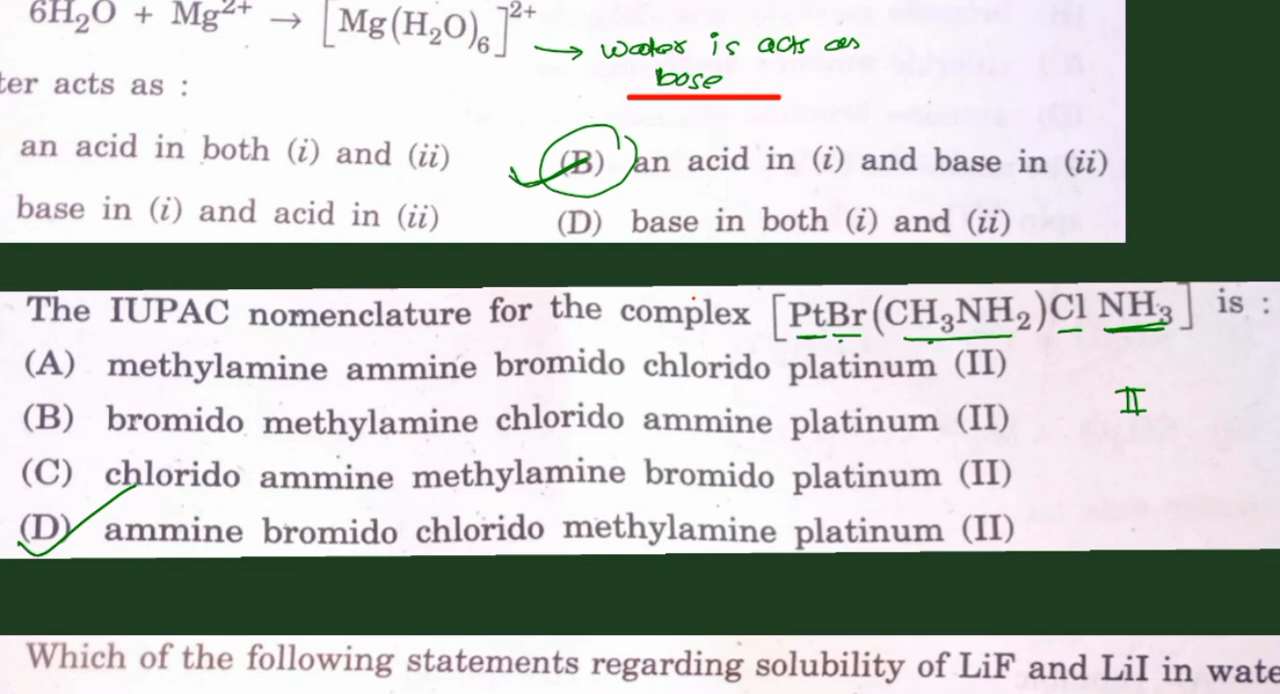 6H₂O + Mg²⁺ → [Mg(H₂O)₆]²⁺ → water is acts as
base
ter acts as :
an acid in both (i) and (ii) (B) an acid in (i) and base in (ii)
base in (i) and acid in (ii) (D) base in both (i) and (ii)
The IUPAC nomenclature for the complex [PtBr(CH₃NH₂)Cl NH₃] is :
(A) methylamine ammine bromido chlorido platinum (II)
II
(B) bromido methylamine chlorido ammine platinum (II)
(C) chlorido ammine methylamine bromido platinum (II)
(D) ammine bromido chlorido methylamine platinum (II)
Which of the following statements regarding solubility of LiF and LiI in wate